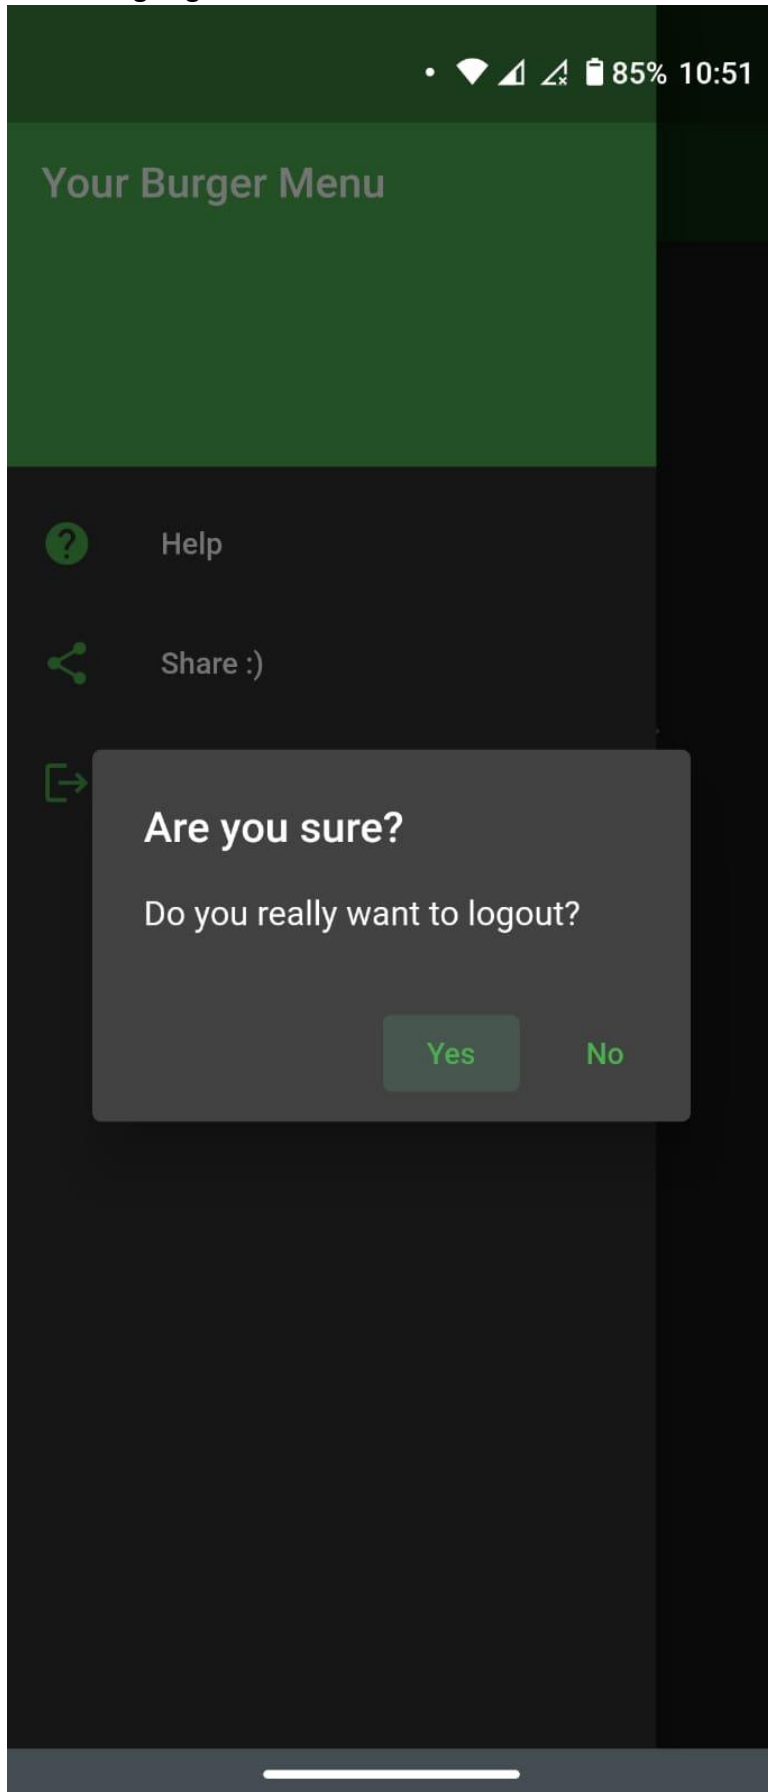 85% 10:51
Your Burger Menu
Help
Share :)
Are you sure?
Do you really want to logout?
Yes No